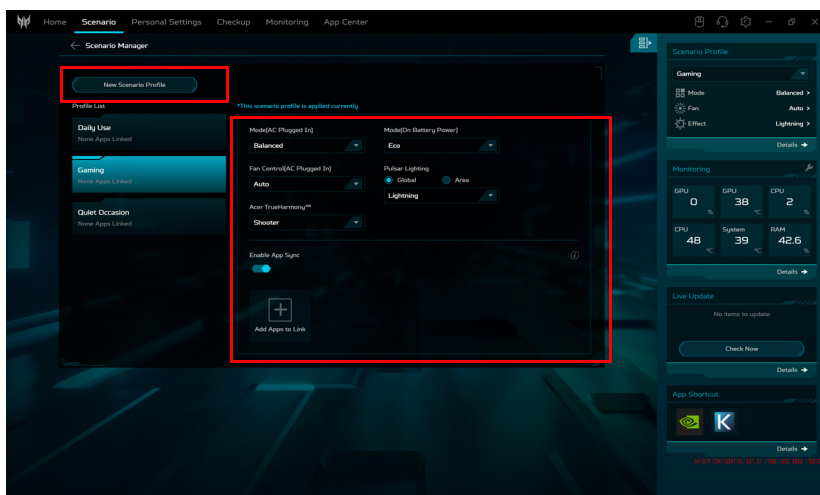 Home Scenario Personal Settings Checkup Monitoring App Center
Scenario Manager
New Scenario Profile
Profile List
*This scenario profile is applied currently
Daily Use
None Apps Linked
Gaming
None Apps Linked
Quiet Occasion
None Apps Linked
Mode(AC Plugged In)
Balanced
Mode(On Battery Power)
Eco
Fan Control(AC Plugged In)
Auto
Pulsar Lighting
Global
Area
Lightning
Acer TrueHarmony™
Shooter
Enable App Sync
i
Add Apps to Link
Scenario Profile
Gaming
Mode Balanced >
Fan Auto >
Effect Lightning >
Details →
Monitoring
GPU
0
%
GPU
38
°C
CPU
2
%
CPU
48
°C
System
39
°C
RAM
42.6
%
Details →
Live Update
No items to update
Check Now
Details →
App Shortcut
K
Details →